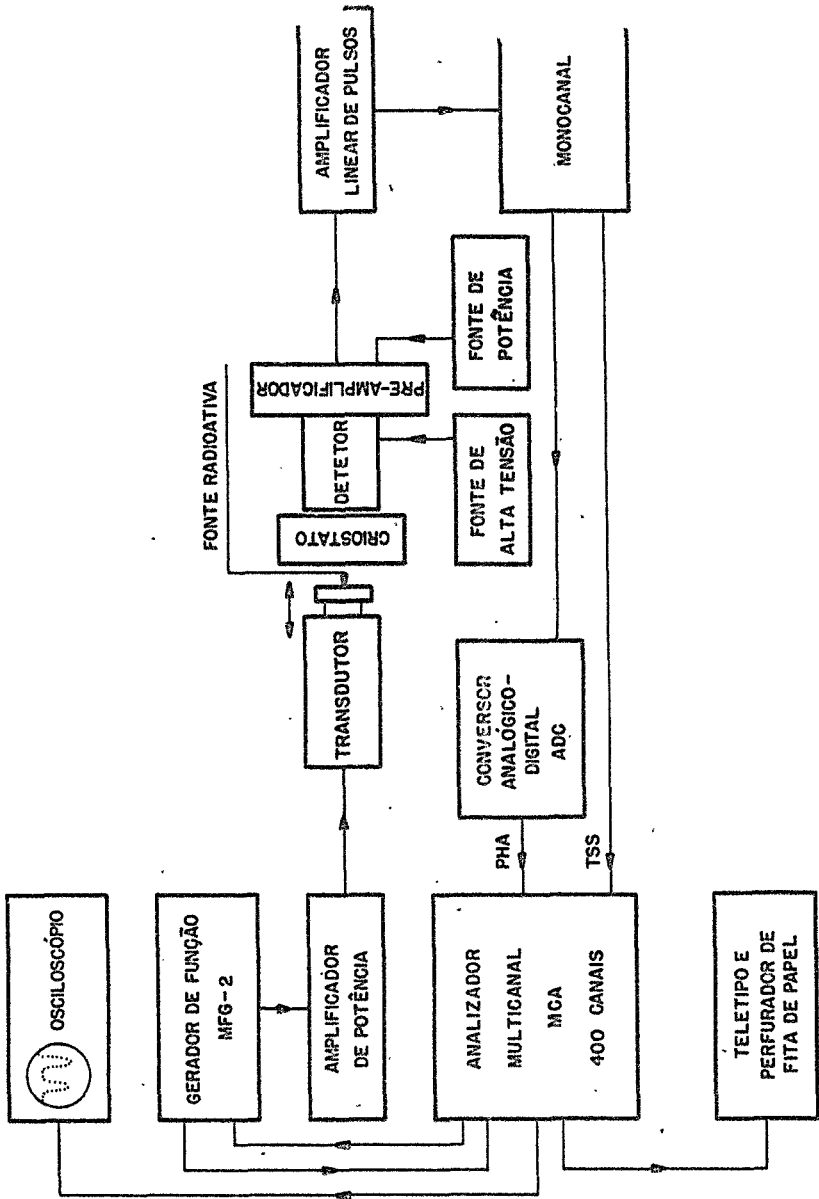 OSCILOSCÓPIO
GERADOR DE FUNÇÃO
MFG-2
AMPLIFICADOR
DE POTÊNCIA
ANALIZADOR
MULTICANAL
MCA
400 CANAIS
TELETIPO E
PERFURADOR DE
FITA DE PAPEL
PHA
TSS
CONVERSOR
ANALÓGICO-
DIGITAL
ADC
TRANSDUTOR
FONTE RADIOATIVA
CRIOSTATO
DETETOR
PRE-AMPLIFICADOR
FONTE DE
ALTA TENSÃO
FONTE DE
POTÊNCIA
AMPLIFICADOR
LINEAR DE PULSOS
MONOCANAL